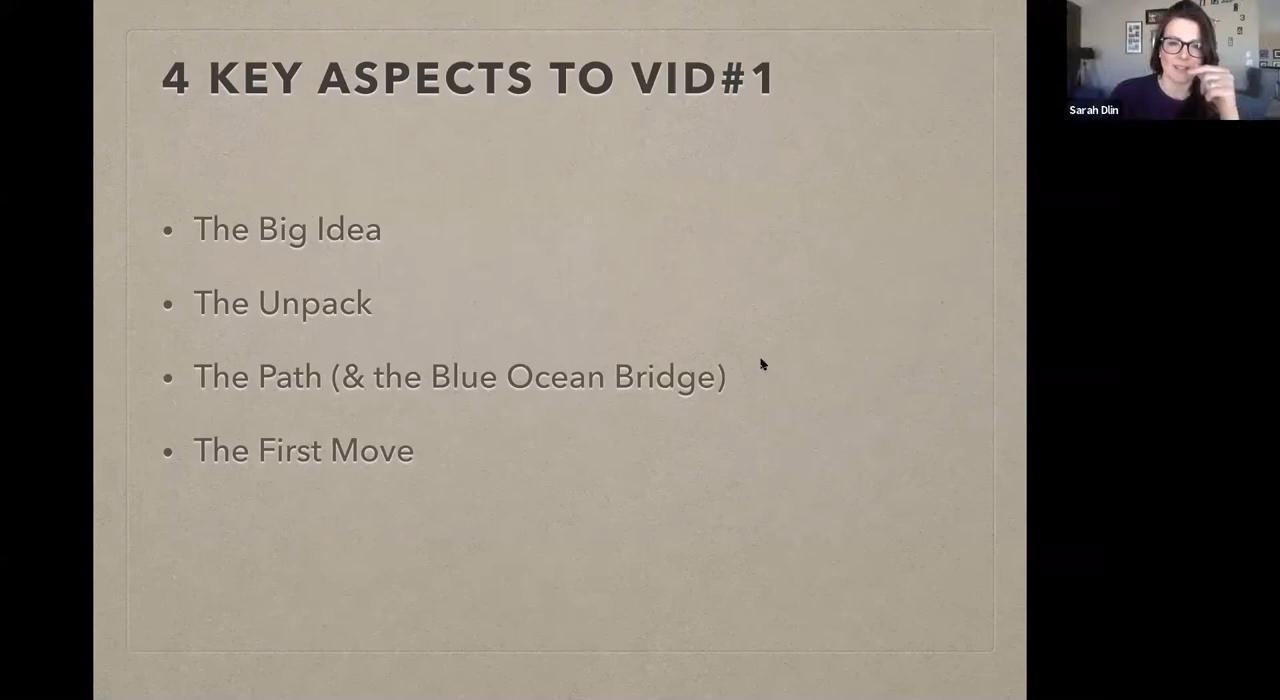 4 KEY ASPECTS TO VID#1
• The Big Idea
• The Unpack
• The Path (& the Blue Ocean Bridge)
• The First Move
Sarah Dlin